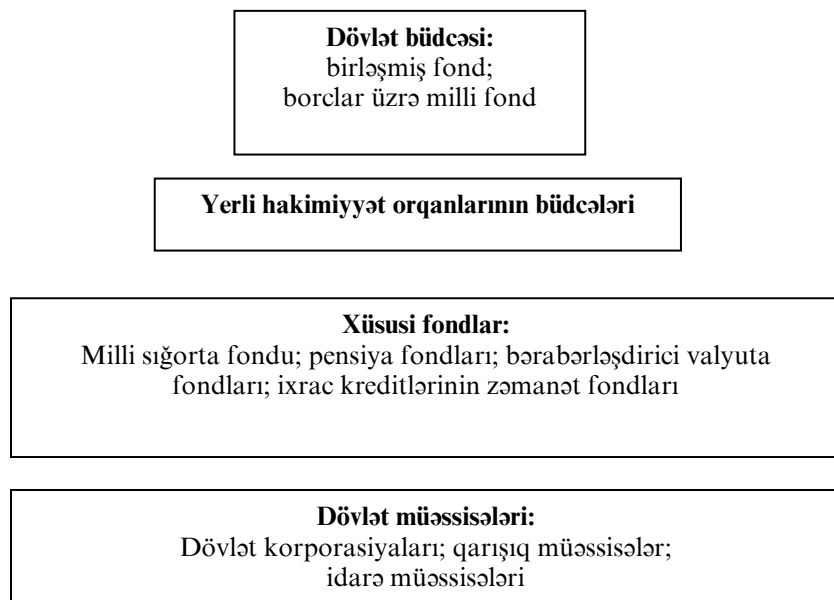 Dövlət büdcəsi:
birləşmiş fond;
borclar üzrə milli fond
Yerli hakimiyyət orqanlarının büdcələri
Xüsusi fondlar:
Milli sığorta fondu; pensiya fondları; bərabərləşdirici valyuta
fondları; ixrac kreditlərinin zəmanət fondları
Dövlət müəssisələri:
Dövlət korporasiyaları; qarışıq müəssisələr;
idarə müəssisələri